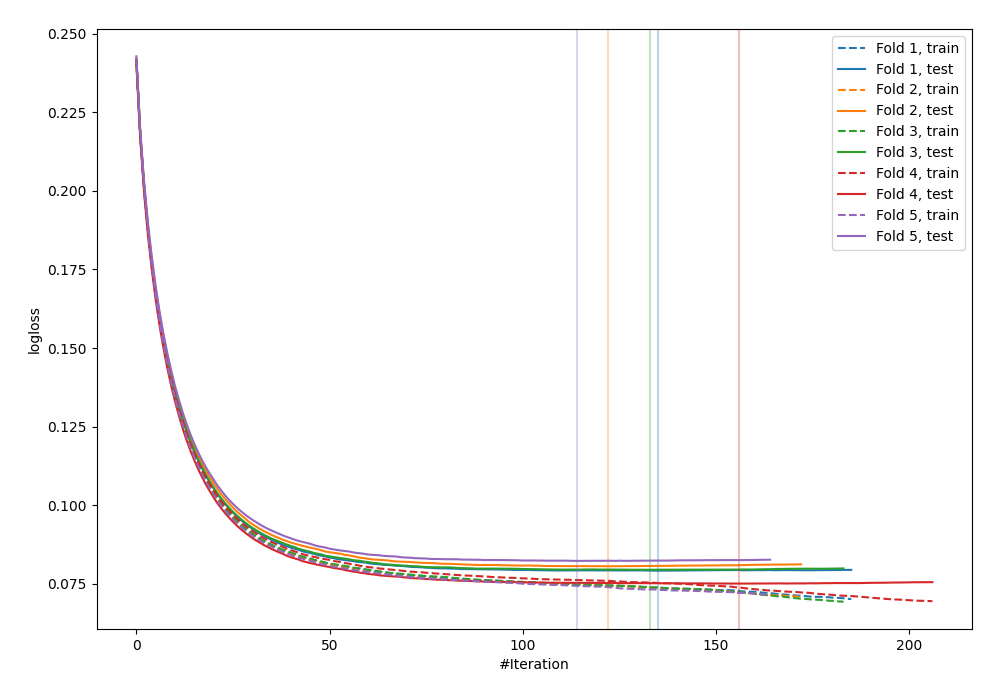 0.250
0.225
0.200
0.175
0.150
0.125
0.100
0.075
logloss
0
50
100
150
200
#Iteration
Fold 1, train
Fold 1, test
Fold 2, train
Fold 2, test
Fold 3, train
Fold 3, test
Fold 4, train
Fold 4, test
Fold 5, train
Fold 5, test